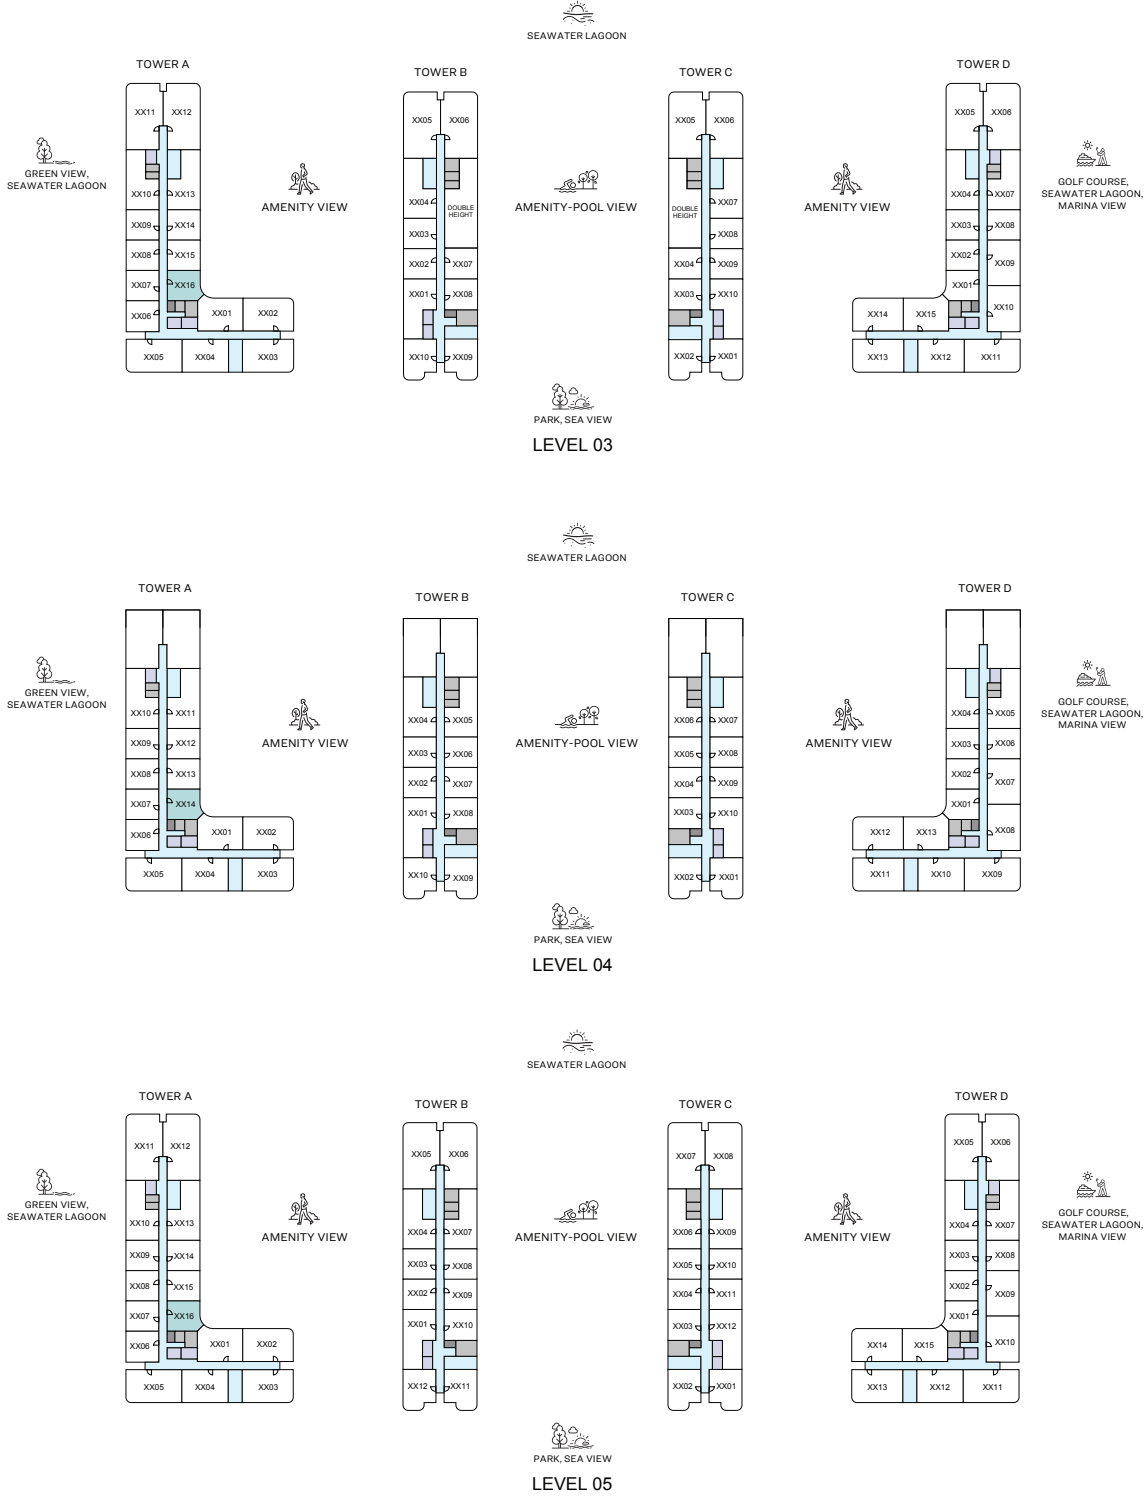 SEAWATER LAGOON
TOWER A
TOWER B
TOWER C
TOWER D
XX11 XX12
XX05 XX06
XX05 XX06
XX05 XX06
GREEN VIEW,
SEAWATER LAGOON
AMENITY VIEW
AMENITY-POOL VIEW
AMENITY VIEW
GOLF COURSE,
SEAWATER LAGOON,
MARINA VIEW
XX10 XX13
XX09 XX14
XX08 XX15
XX07 XX16
XX06 XX01 XX02
XX05 XX04 XX03
XX04 DOUBLE
HEIGHT
XX03
XX02 XX07
XX01 XX08
XX10 XX09
DOUBLE
HEIGHT
XX07
XX08
XX04 XX09
XX03 XX10
XX02 XX01
XX04 XX07
XX03 XX08
XX02 XX09
XX01
XX10
XX14 XX15
XX13 XX12 XX11
PARK, SEA VIEW
LEVEL 03
SEAWATER LAGOON
TOWER A
TOWER B
TOWER C
TOWER D
GREEN VIEW,
SEAWATER LAGOON
AMENITY VIEW
AMENITY-POOL VIEW
AMENITY VIEW
GOLF COURSE,
SEAWATER LAGOON,
MARINA VIEW
XX10 XX11
XX09 XX12
XX08 XX13
XX07 XX14
XX06 XX01 XX02
XX05 XX04 XX03
XX04 XX05
XX03 XX06
XX02 XX07
XX01 XX08
XX10 XX09
XX06 XX07
XX05 XX08
XX04 XX09
XX03 XX10
XX02 XX01
XX04 XX05
XX03 XX06
XX02 XX07
XX01
XX08
XX12 XX13
XX11 XX10 XX09
PARK, SEA VIEW
LEVEL 04
SEAWATER LAGOON
TOWER A
TOWER B
TOWER C
TOWER D
XX11 XX12
XX05 XX06
XX07 XX08
XX05 XX06
GREEN VIEW,
SEAWATER LAGOON
AMENITY VIEW
AMENITY-POOL VIEW
AMENITY VIEW
GOLF COURSE,
SEAWATER LAGOON,
MARINA VIEW
XX10 XX13
XX09 XX14
XX08 XX15
XX07 XX16
XX06 XX01 XX02
XX05 XX04 XX03
XX04 XX07
XX03 XX08
XX02 XX09
XX01 XX10
XX12 XX11
XX06 XX09
XX05 XX10
XX04 XX11
XX03 XX12
XX02 XX01
XX04 XX07
XX03 XX08
XX02 XX09
XX01
XX10
XX14 XX15
XX13 XX12 XX11
PARK, SEA VIEW
LEVEL 05